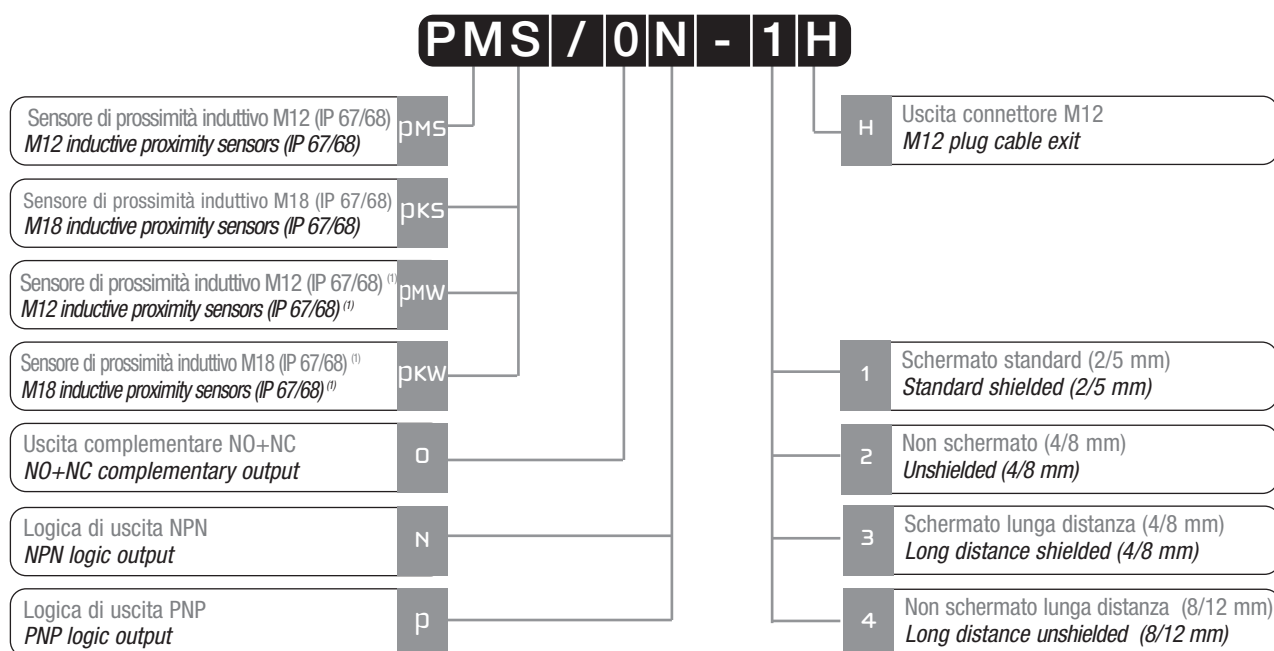 PMS/0N-1H
Sensore di prossimità induttivo M12 (IP 67/68)
M12 inductive proximity sensors (IP 67/68)
PMS
Sensore di prossimità induttivo M18 (IP 67/68)
M18 inductive proximity sensors (IP 67/68)
PKS
Sensore di prossimità induttivo M12 (IP 67/68) (1)
M12 inductive proximity sensors (IP 67/68) (1)
PMW
Sensore di prossimità induttivo M18 (IP 67/68) (1)
M18 inductive proximity sensors (IP 67/68) (1)
PKW
Uscita complementare NO+NC
NO+NC complementary output
0
Logica di uscita NPN
NPN logic output
N
Logica di uscita PNP
PNP logic output
P
H
Uscita connettore M12
M12 plug cable exit
1
Schermato standard (2/5 mm)
Standard shielded (2/5 mm)
2
Non schermato (4/8 mm)
Unshielded (4/8 mm)
3
Schermato lunga distanza (4/8 mm)
Long distance shielded (4/8 mm)
4
Non schermato lunga distanza (8/12 mm)
Long distance unshielded (8/12 mm)